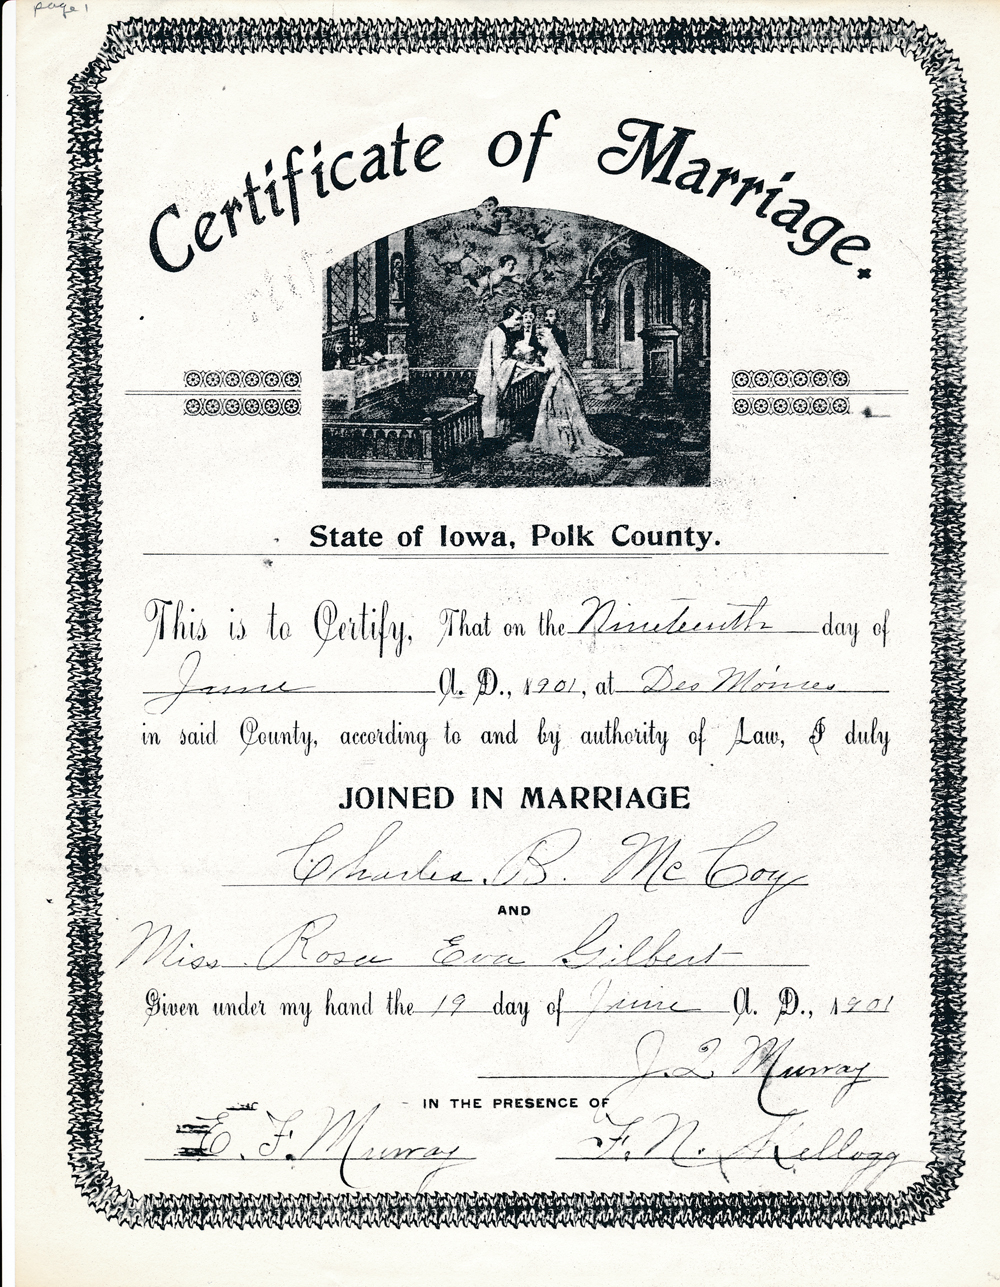 page 1
Certificate of Marriage.
State of Iowa, Polk County.
This is to Certify, That on the Nineteenth day of
June A. D., 1901, at Des Moines
in said County, according to and by authority of Law, I duly
JOINED IN MARRIAGE
Charles. B. McCoy
AND
Miss. Rosa Eva Gilbert
Given under my hand the 19 day of June A. D., 1901
J. Q Murray
IN THE PRESENCE OF
E. F. Murray F. N. Kellogg